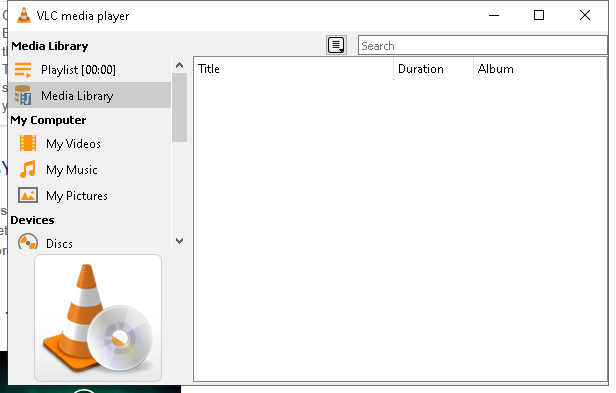 VLC media player
Media Library
Search
Playlist [00:00]
Media Library
My Computer
My Videos
My Music
My Pictures
Devices
Discs
Title Duration Album